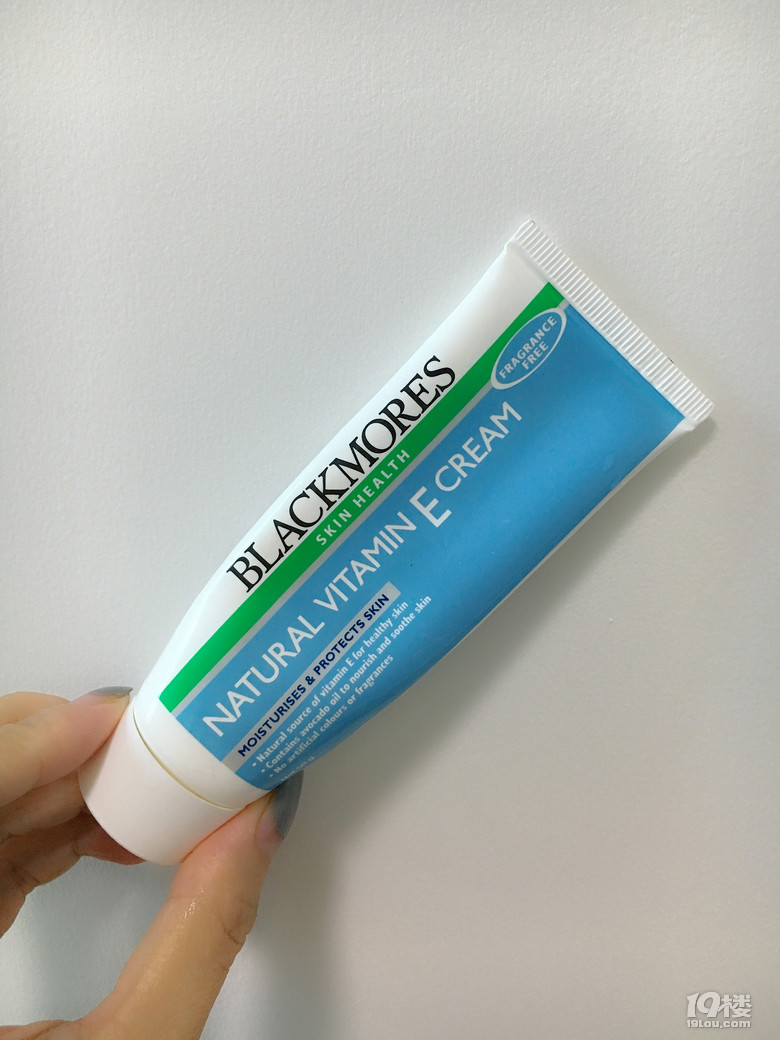 BLACKMORES
SKIN HEALTH
FRAGRANCE
FREE
NATURAL VITAMIN E CREAM
MOISTURISES & PROTECTS SKIN
• Natural source of vitamin E for healthy skin
• Contains avocado oil to nourish and soothe skin
• No artificial colours or fragrances
19楼
19lou.com